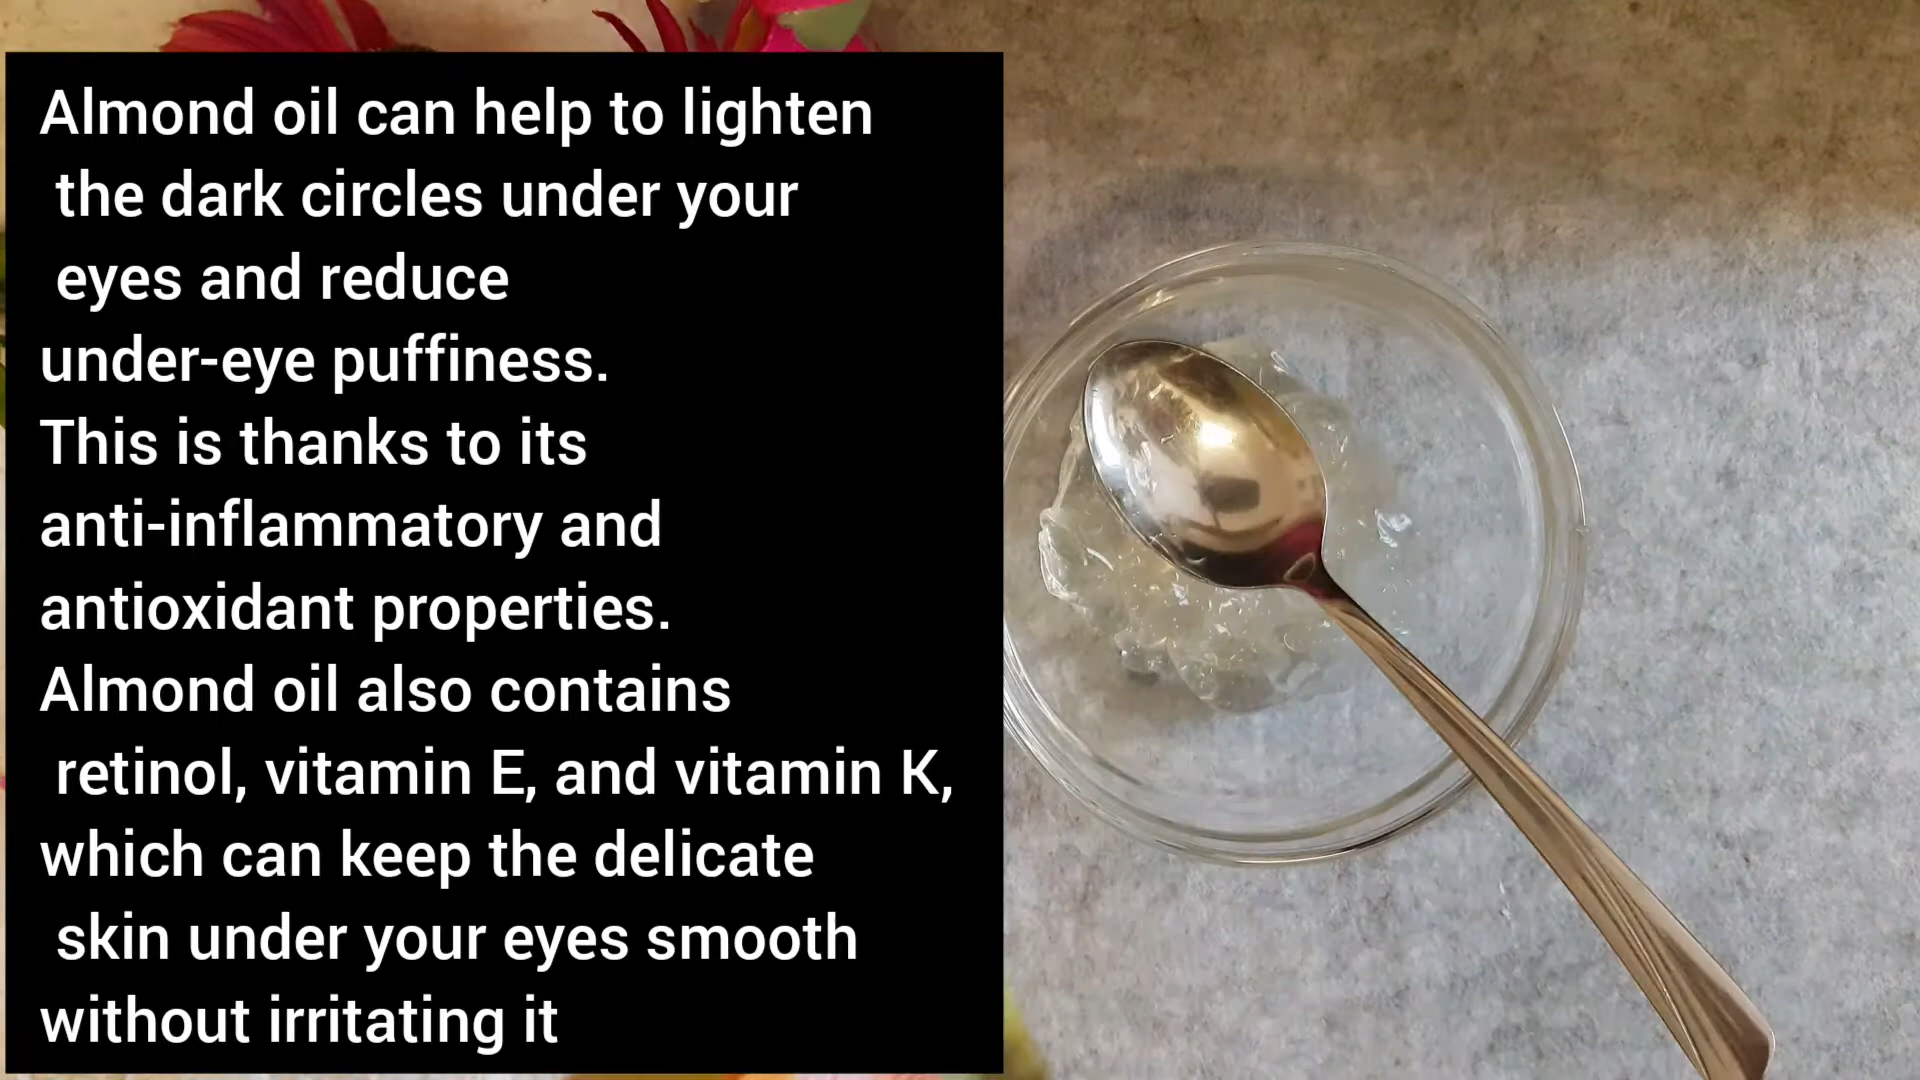 Almond oil can help to lighten
the dark circles under your
eyes and reduce
under-eye puffiness.
This is thanks to its
anti-inflammatory and
antioxidant properties.
Almond oil also contains
retinol, vitamin E, and vitamin K,
which can keep the delicate
skin under your eyes smooth
without irritating it